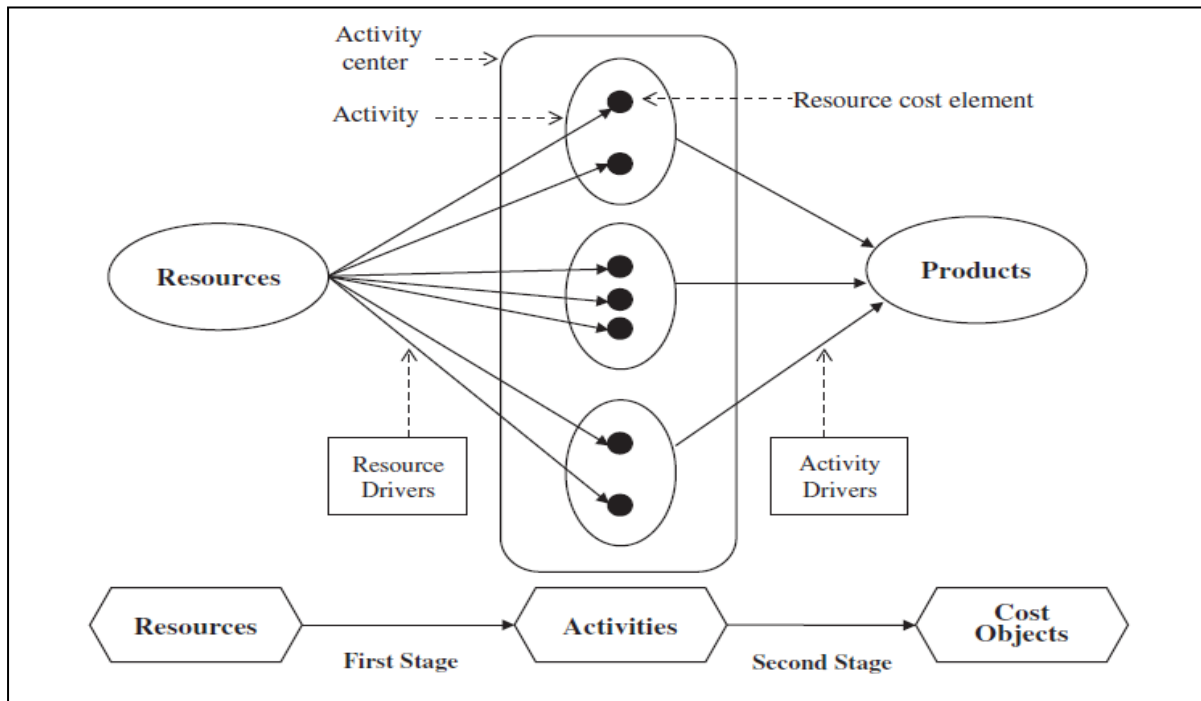 Activity
center
Activity
Resource cost element
Resources
Products
Resource
Drivers
Activity
Drivers
Resources
Activities
Cost
Objects
First Stage
Second Stage